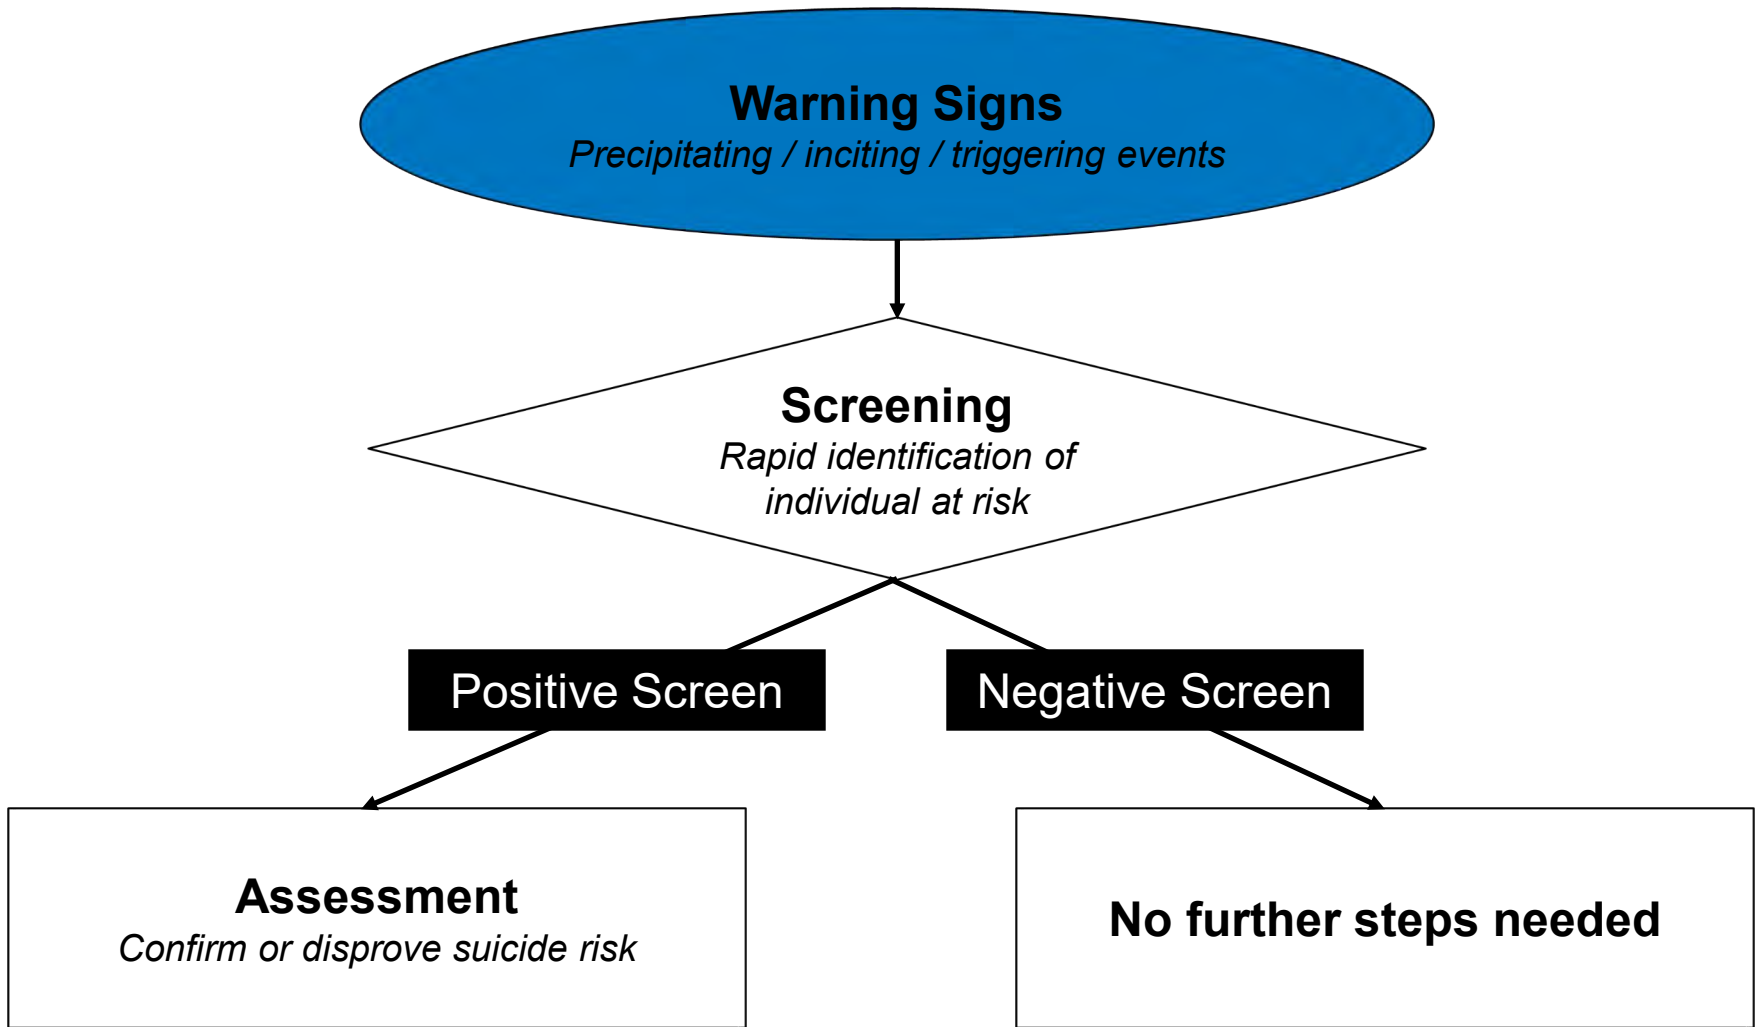 Warning Signs
Precipitating / inciting / triggering events
Screening
Rapid identification of
individual at risk
Positive Screen
Negative Screen
Assessment
Confirm or disprove suicide risk
No further steps needed